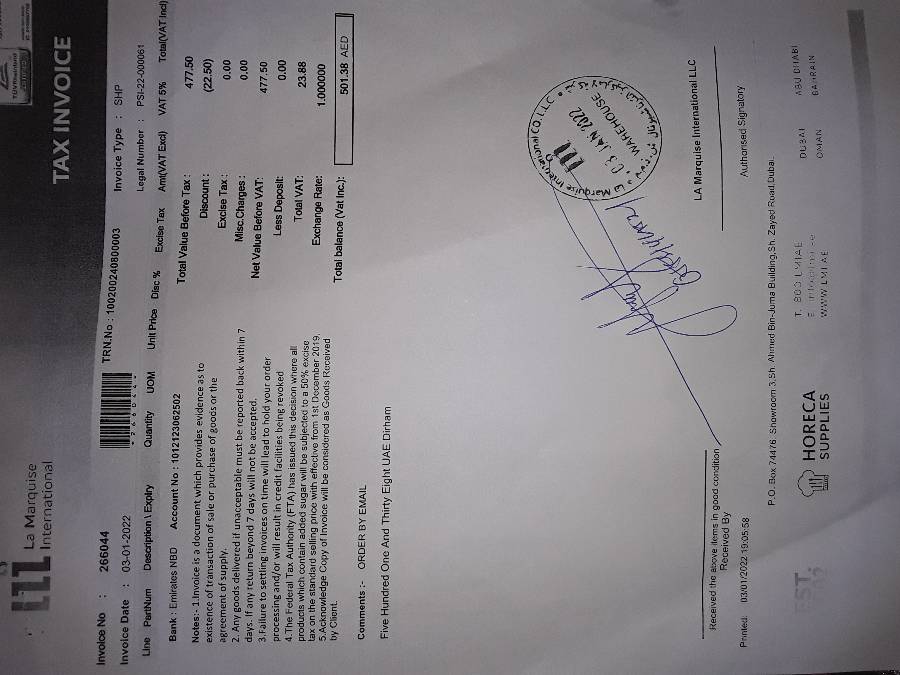 La Marquise
International
TAX INVOICE
Invoice No : 266044
TRN.No : 100200240800003
Invoice Type : SHP
Invoice Date : 03-01-2022
*266044*
Legal Number : PSI-22-000061
Line PartNum Description \ Expiry Quantity UOM Unit Price Disc % Excise Tax Amt(VAT Excl) VAT 5% Total(VAT Incl)
Bank : Emirates NBD Account No : 1012123062502
Notes:- 1.Invoice is a document which provides evidence as to
existence of transaction of sale or purchase of goods or the
agreement of supply.
2. Any goods delivered if unacceptable must be reported back within 7
days. If any return beyond 7 days will not be accepted.
3.Failure to settling invoices on time will lead to hold your order
processing and/or will result in credit facilities being revoked
4.The Federal Tax Authority (FTA) has issued this decision where all
products which contain added sugar will be subjected to a 50% excise
tax on the standard selling price with effective from 1st December 2019.
5.Acknowledge Copy of Invoice will be considered as Goods Received
by Client.
Total Value Before Tax : 477.50
Discount : (22.50)
Excise Tax : 0.00
Misc.Charges : 0.00
Net Value Before VAT: 477.50
Less Deposit: 0.00
Total VAT: 23.88
Exchange Rate: 1.000000
Total balance (Vat Inc.): 501.38 AED
Comments :- ORDER BY EMAIL
Five Hundred One And Thirty Eight UAE Dirham
La Marquise International CO. L.L.C.
03 JAN 2022
WAREHOUSE
LA Marquise International LLC
Received the above items in good condition
Received By
Authorised Signatory
Printed: 03/01/2022 19:05:58
P.O. Box 74476 Showroom 3,Sh. Ahmed Bin-Juma Building,Sh. Zayed Road,Dubai.
HORECA
SUPPLIES
T. 800 LMIAE
WWW.LMI.AE
DUBAI ABU DHABI
OMAN BAHRAIN